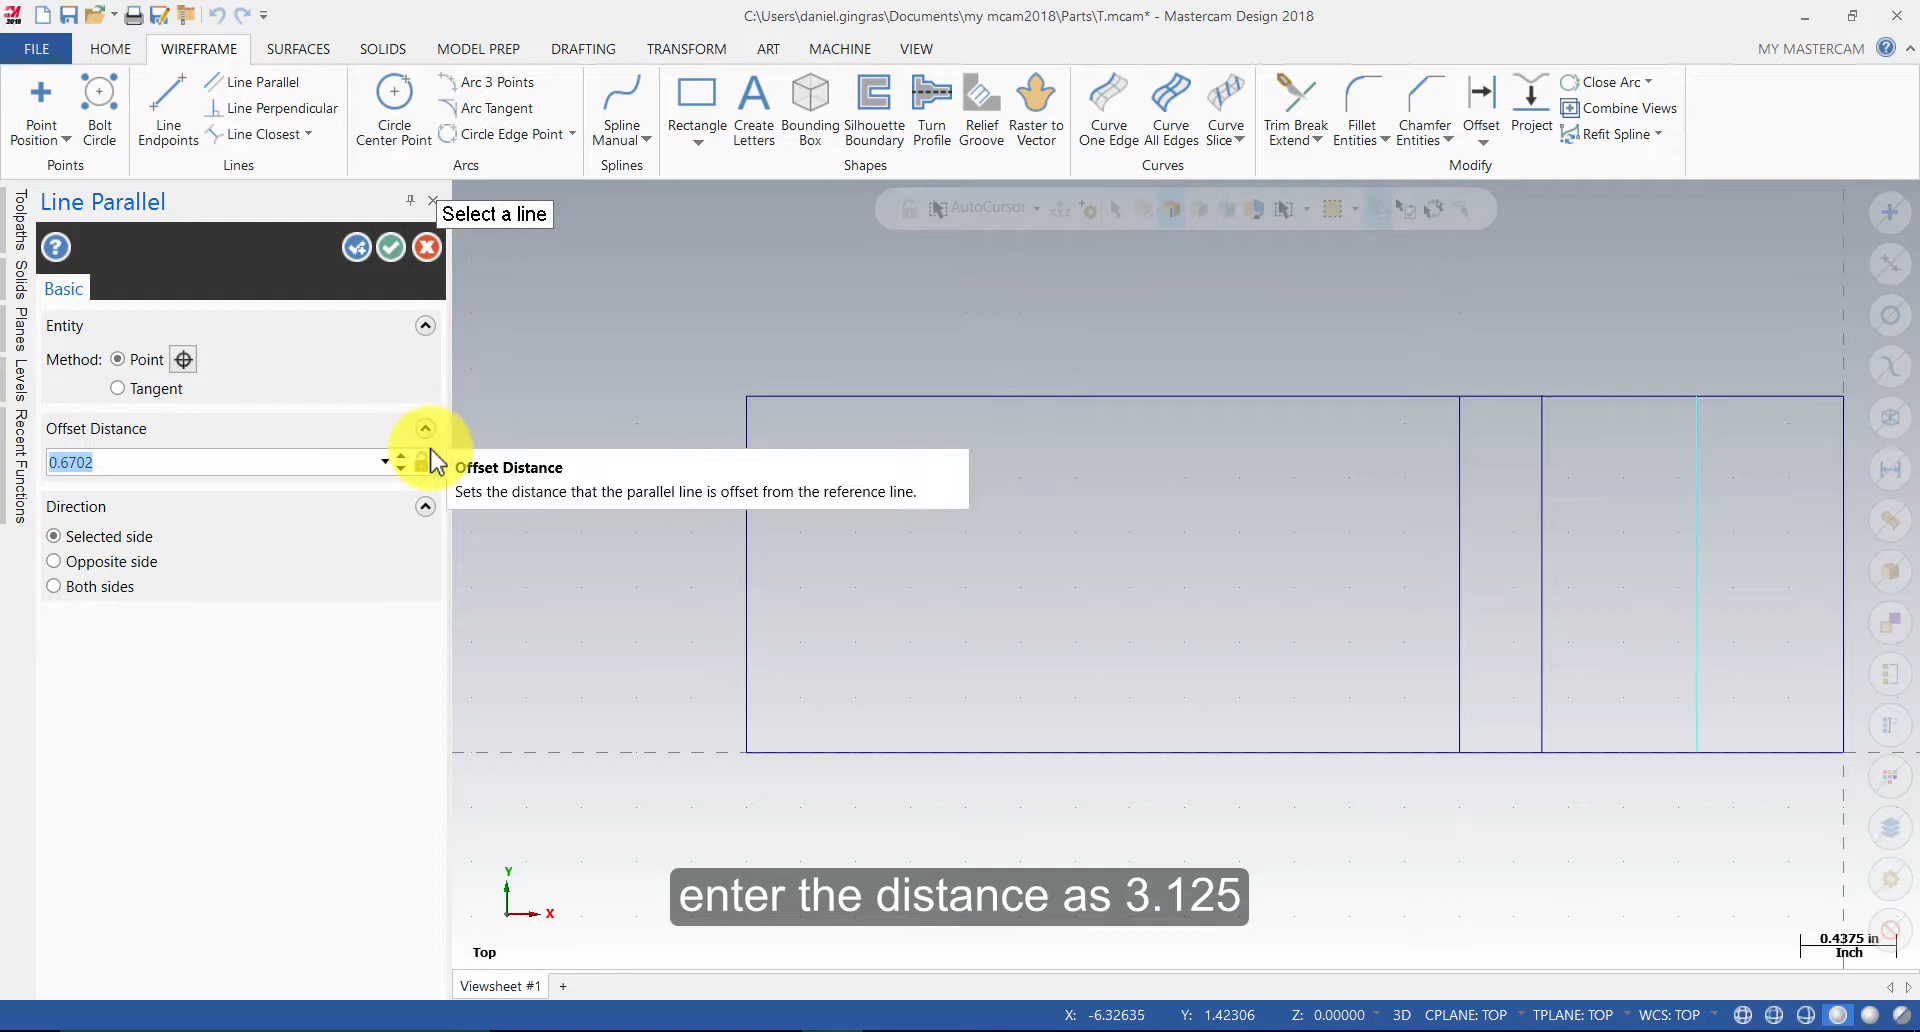 C:\Users\daniel.gingras\Documents\my mcam2018\Parts\T.mcam* - Mastercam Design 2018
FILE HOME WIREFRAME SURFACES SOLIDS MODEL PREP DRAFTING TRANSFORM ART MACHINE VIEW MY MASTERCAM
Point Position
Bolt Circle
Points
Line Endpoints
Line Parallel
Line Perpendicular
Line Closest
Lines
Circle Center Point
Arc 3 Points
Arc Tangent
Circle Edge Point
Arcs
Spline Manual
Splines
Rectangle
Create Letters
Bounding Box
Silhouette Boundary
Turn Profile
Relief Groove
Raster to Vector
Shapes
Curve One Edge
Curve All Edges
Curve Slice
Curves
Trim Break Extend
Fillet Entities
Chamfer Entities
Offset
Project
Close Arc
Combine Views
Refit Spline
Modify
Toolpaths
Solids
Planes
Levels
Recent Functions
Line Parallel
Select a line
AutoCursor
Basic
Entity
Method: Point
Tangent
Offset Distance
0.6702
Offset Distance
Sets the distance that the parallel line is offset from the reference line.
Direction
Selected side
Opposite side
Both sides
enter the distance as 3.125
Y
X
Top
0.4375 in
Inch
Viewsheet #1 +
X: -6.32635 Y: 1.42306 Z: 0.00000 3D CPLANE: TOP TPLANE: TOP WCS: TOP